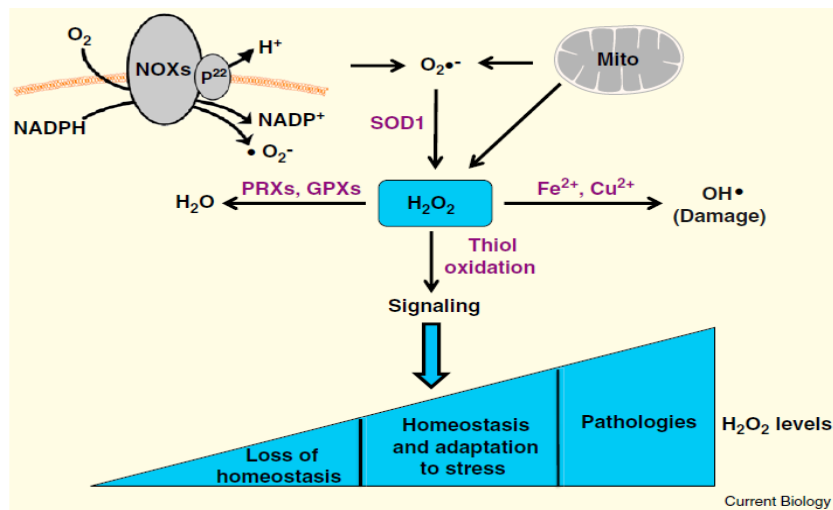 O₂
NOXs
P²²
H⁺
O₂•-
Mito
NADPH
NADP⁺
• O₂-
SOD1
H₂O
PRXs, GPXs
H₂O₂
Fe²⁺, Cu²⁺
OH•
(Damage)
Thiol
oxidation
Signaling
Loss of
homeostasis
Homeostasis
and adaptation
to stress
Pathologies
H₂O₂ levels
Current Biology